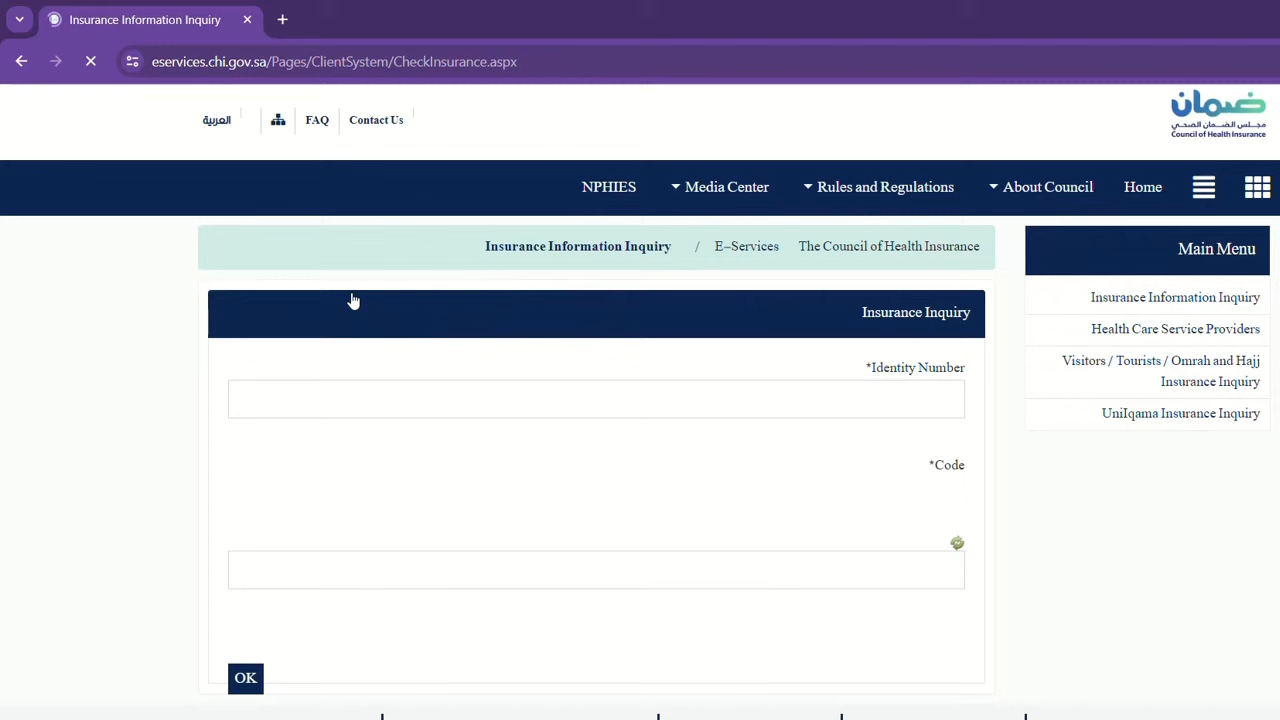 Insurance Information Inquiry
eservices.chi.gov.sa/Pages/ClientSystem/CheckInsurance.aspx
العربية
FAQ
Contact Us
ضمان
مجلس الضمان الصحي
Council of Health Insurance
NPHIES
Media Center
Rules and Regulations
About Council
Home
Insurance Information Inquiry / E-Services The Council of Health Insurance
Main Menu
Insurance Information Inquiry
Health Care Service Providers
Visitors / Tourists / Omrah and Hajj
Insurance Inquiry
UniIqama Insurance Inquiry
Insurance Inquiry
*Identity Number
*Code
OK